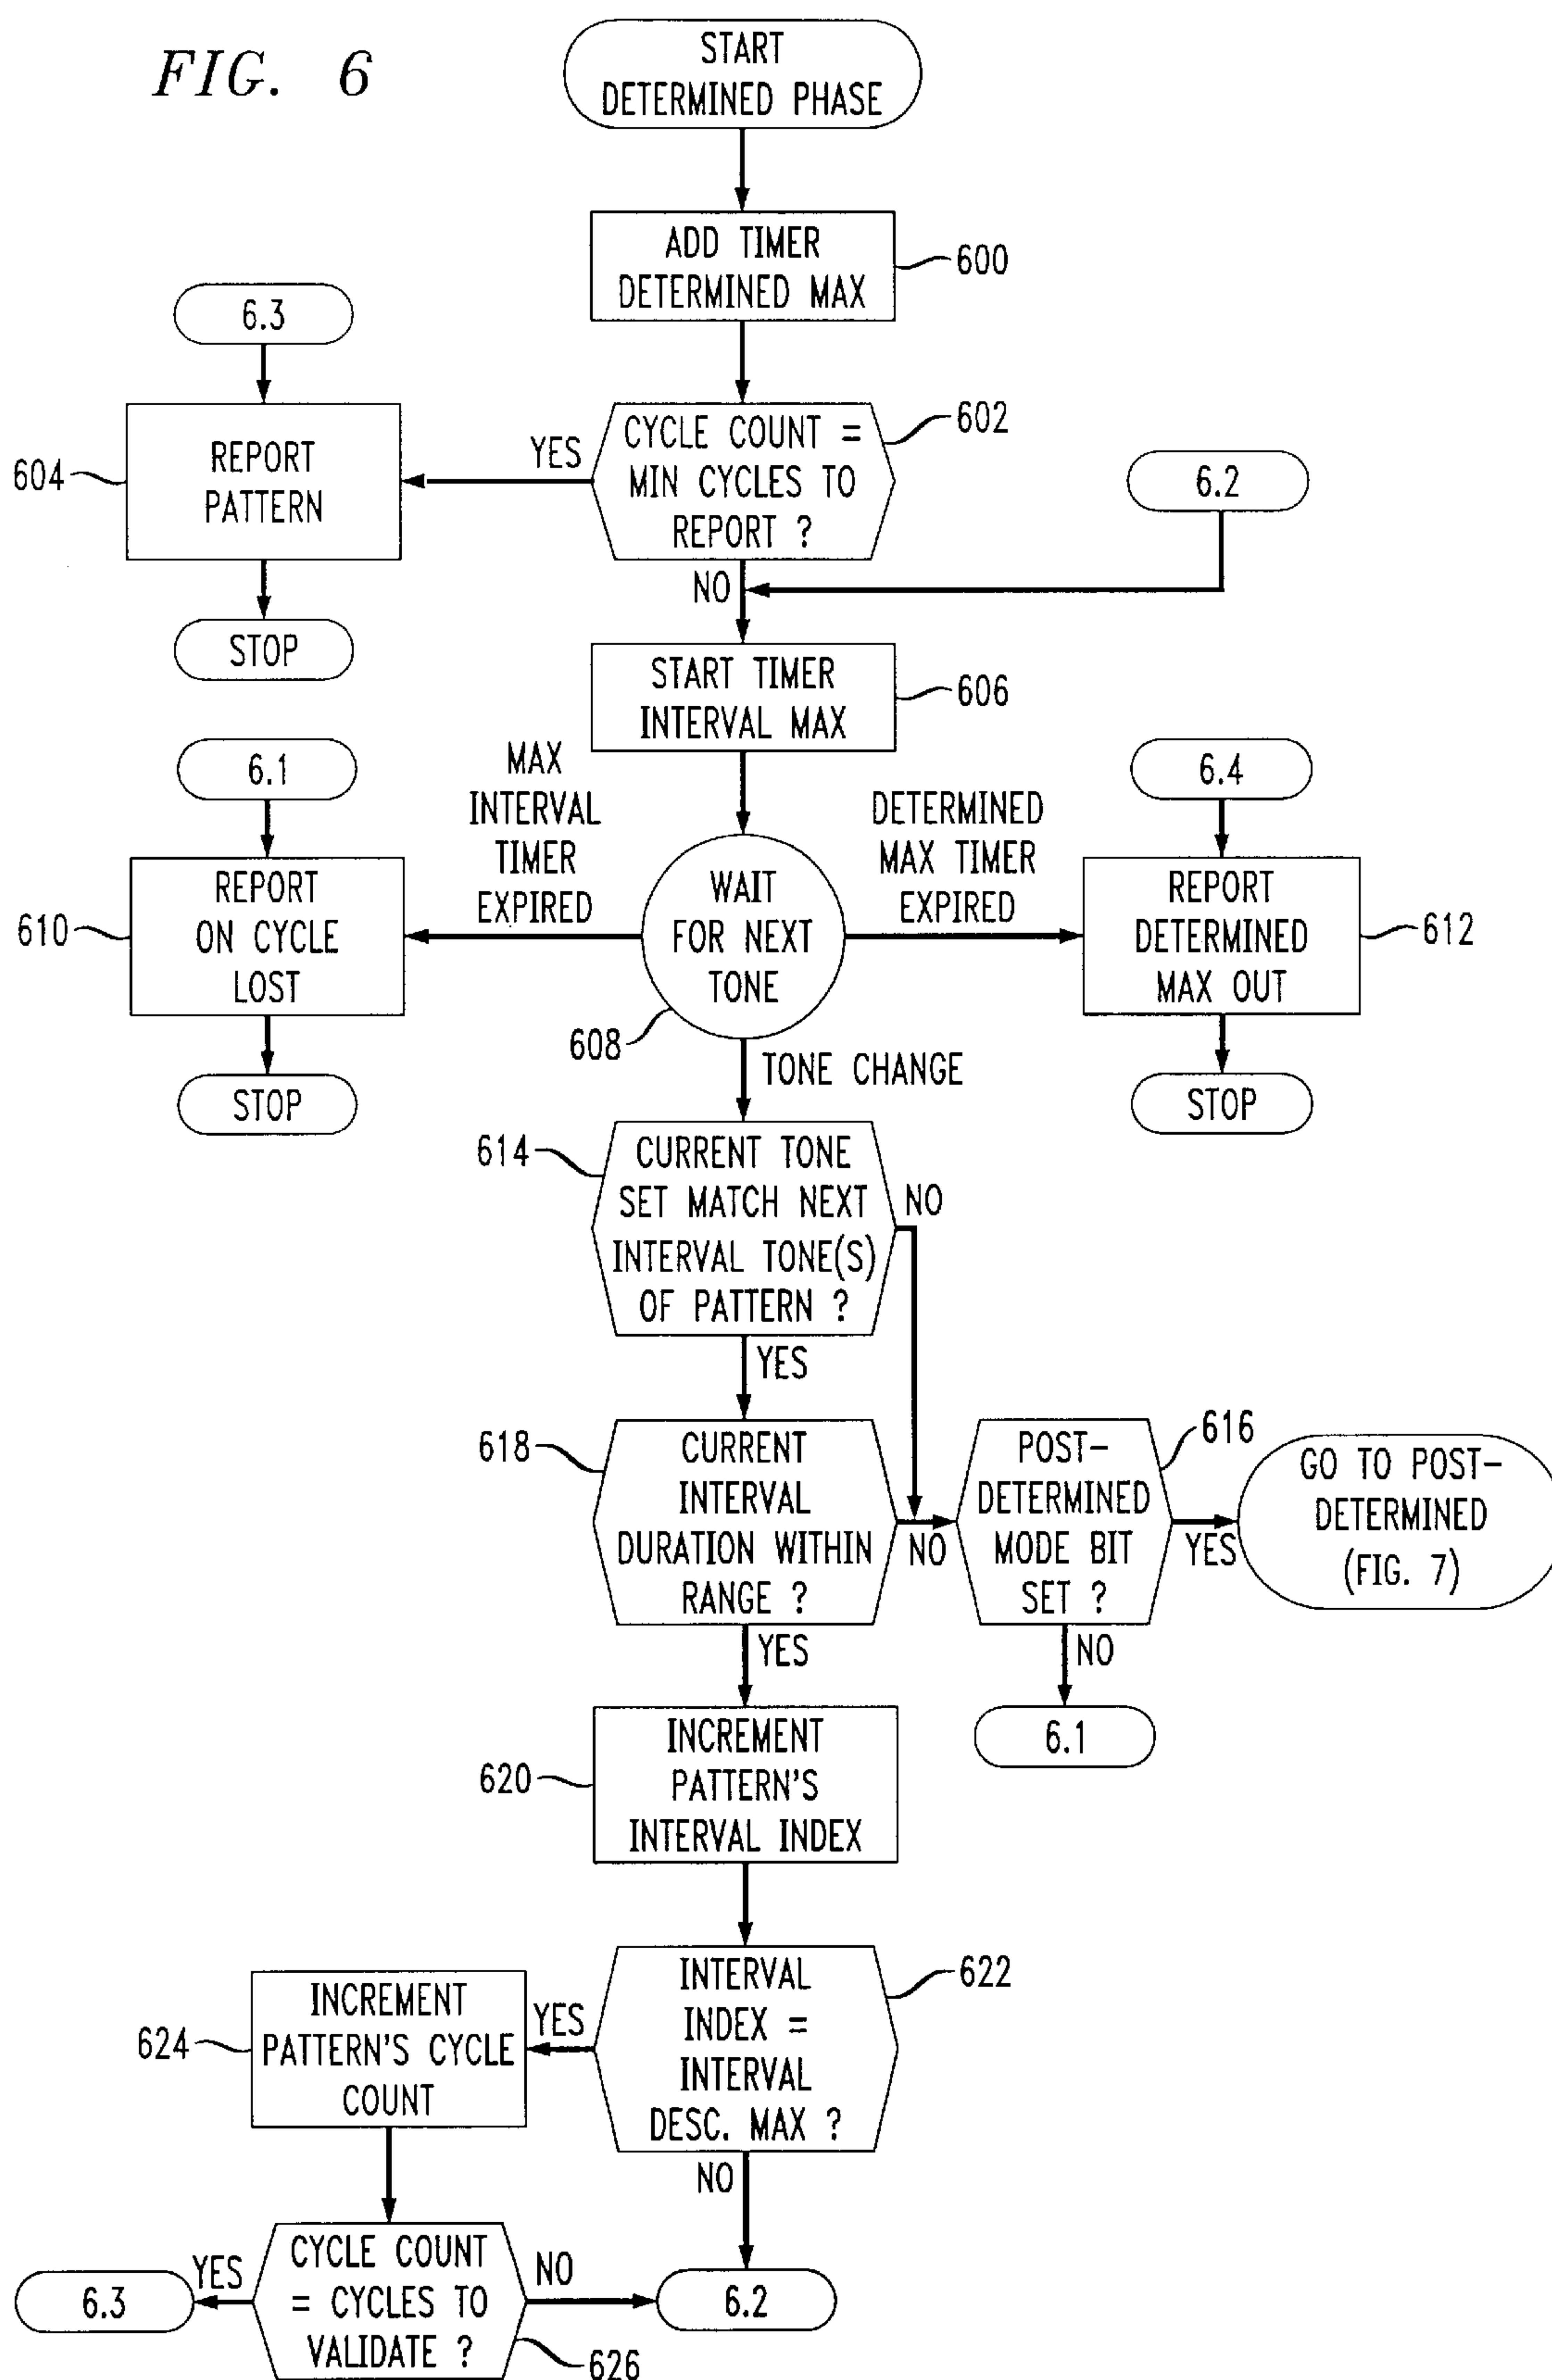 FIG. 6
START
DETERMINED PHASE
ADD TIMER
DETERMINED MAX
600
6.3
CYCLE COUNT =
MIN CYCLES TO
REPORT ?
602
YES
REPORT
PATTERN
604
6.2
NO
STOP
START TIMER
INTERVAL MAX
606
6.1
MAX
INTERVAL
TIMER
EXPIRED
DETERMINED
MAX TIMER
EXPIRED
6.4
REPORT
ON CYCLE
LOST
610
WAIT
FOR NEXT
TONE
608
REPORT
DETERMINED
MAX OUT
612
STOP
TONE CHANGE
STOP
614
CURRENT TONE
SET MATCH NEXT
INTERVAL TONE(S)
OF PATTERN ?
NO
YES
618
CURRENT
INTERVAL
DURATION WITHIN
RANGE ?
NO
POST-
DETERMINED
MODE BIT
SET ?
616
YES
GO TO POST-
DETERMINED
(FIG. 7)
YES
NO
6.1
620
INCREMENT
PATTERN'S
INTERVAL INDEX
INTERVAL
INDEX =
INTERVAL
DESC. MAX ?
622
YES
624
INCREMENT
PATTERN'S CYCLE
COUNT
NO
CYCLE COUNT
= CYCLES TO
VALIDATE ?
626
YES
6.3
NO
6.2